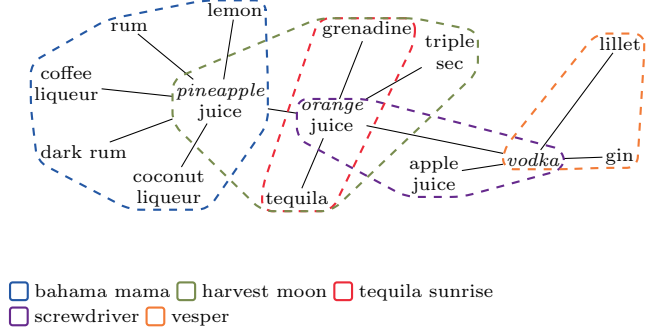 lemon
rum
grenadine
triple
sec
lillet
coffee
liqueur
pineapple
juice
orange
juice
dark rum
apple
juice
vodka
gin
coconut
liqueur
tequila
bahama mama
harvest moon
tequila sunrise
screwdriver
vesper